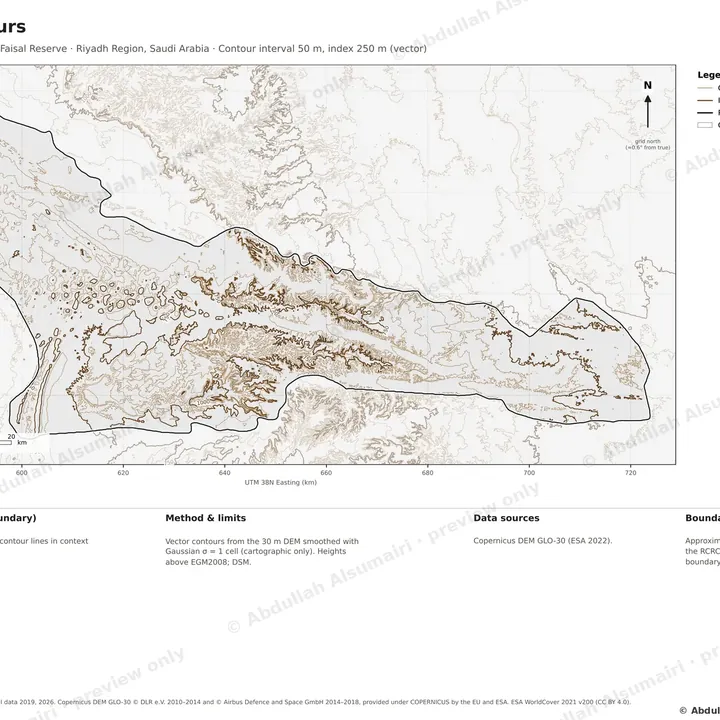 urs
Faisal Reserve · Riyadh Region, Saudi Arabia · Contour interval 50 m, index 250 m (vector)
Lege
N
grid north
(≈0.6° from true)
20
km
600 620 640 660 680 700 720
UTM 38N Easting (km)
undary)
contour lines in context
Method & limits
Vector contours from the 30 m DEM smoothed with
Gaussian σ = 1 cell (cartographic only). Heights
above EGM2008; DSM.
Data sources
Copernicus DEM GLO-30 (ESA 2022).
Bounda
Approxim
the RCRC
boundary
l data 2019, 2026. Copernicus DEM GLO-30 © DLR e.V. 2010–2014 and © Airbus Defence and Space GmbH 2014–2018, provided under COPERNICUS by the EU and ESA. ESA WorldCover 2021 v200 (CC BY 4.0).
© Abdul
© Abdullah Alsumairi · preview only